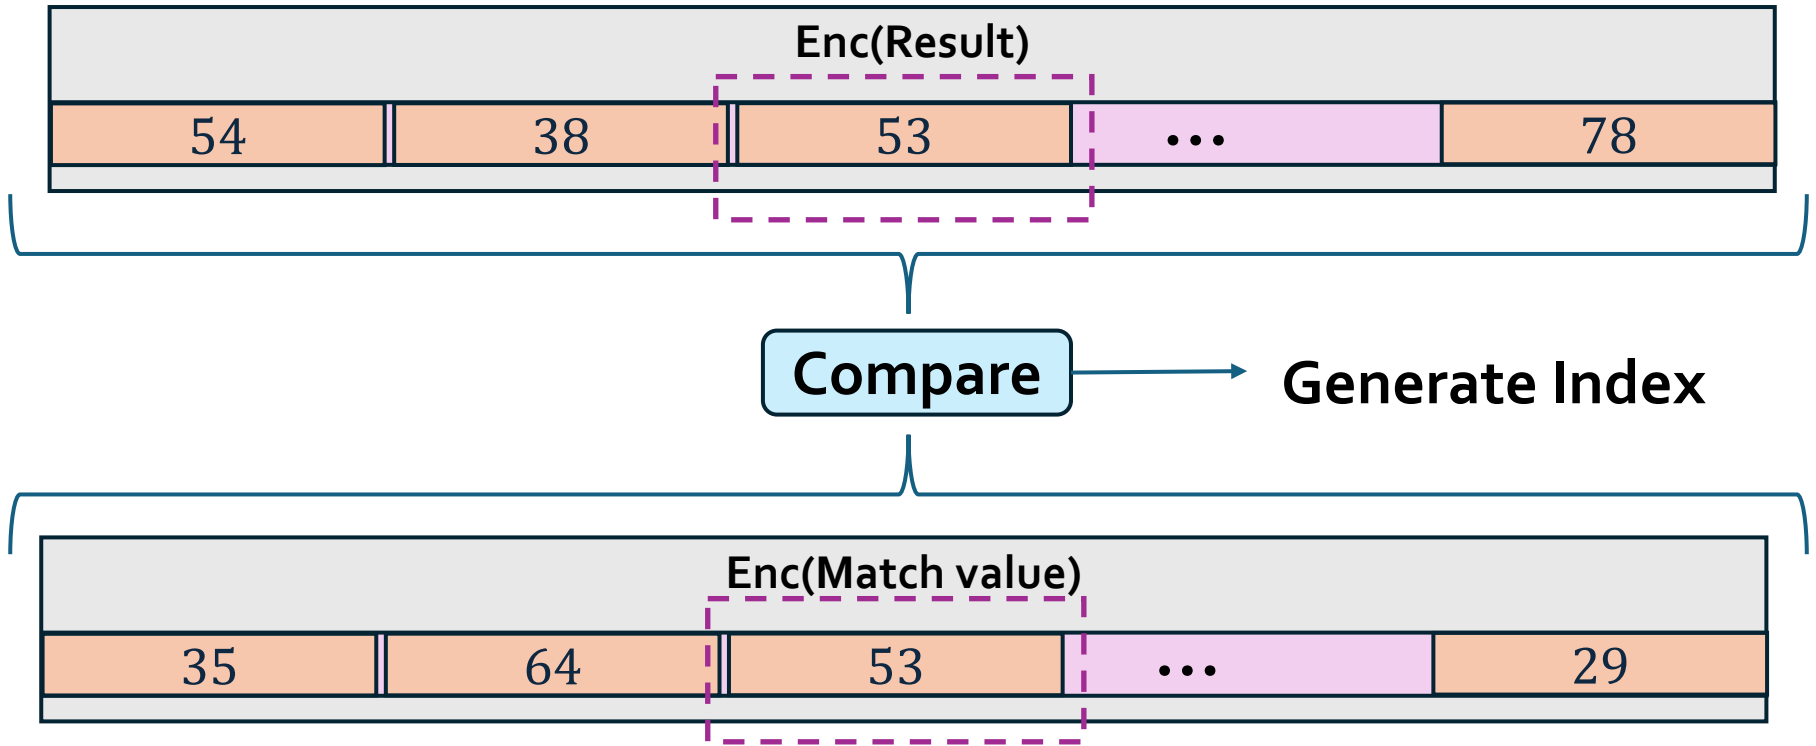 Enc(Result)
54 38 53 ... 78
Compare Generate Index
Enc(Match value)
35 64 53 ... 29